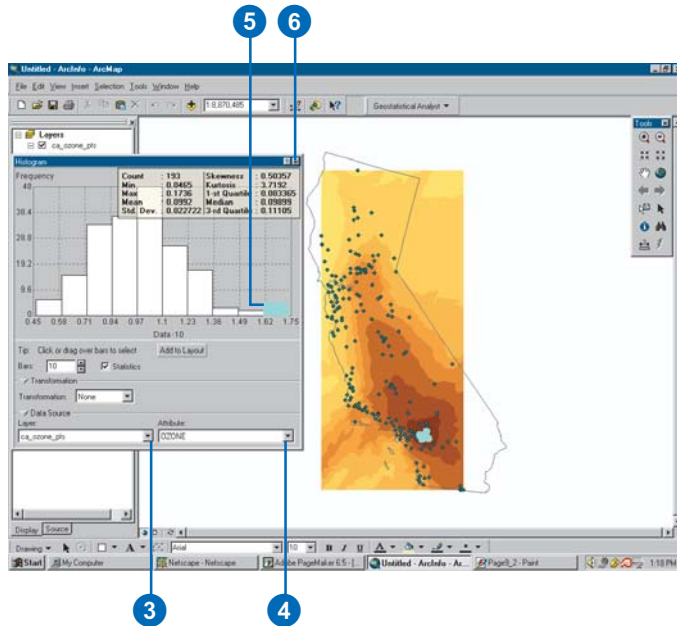 5 6
Untitled - ArcInfo - ArcMap
File Edit View Insert Selection Tools Window Help
1:8,870,485 Geostatistical Analyst
Layers
ca_ozone_pts
Tools
Histogram
Frequency
Count : 193 Skewness : 0.50357
Min. : 0.0465 Kurtosis : 3.7192
Max : 0.1736 1-st Quartile : 0.083365
Mean : 0.0992 Median : 0.09899
Std. Dev. : 0.022722 3-rd Quartile : 0.11105
48
38.4
28.8
19.2
9.6
0
0.45 0.58 0.71 0.84 0.97 1.1 1.23 1.36 1.49 1.62 1.75
Data·10
Tip: Click or drag over bars to select Add to Layout
Bars: 10 Statistics
Transformation
Transformation: None
Data Source
Layer: Attribute:
ca_ozone_pts OZONE
Display Source
Drawing Arial 10 B I U A
Start My Computer Netscape - Netscape Adobe PageMaker 6.5 - [... Untitled - ArcInfo - Ar... Page9_2 - Paint 1:18 PM
3 4